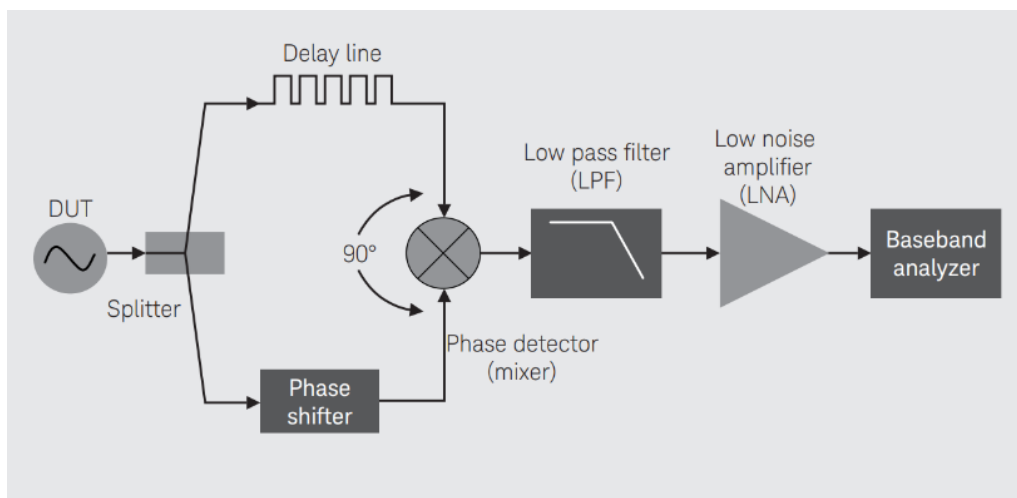 Delay line
DUT
Splitter
90°
Phase
shifter
Phase detector
(mixer)
Low pass filter
(LPF)
Low noise
amplifier
(LNA)
Baseband
analyzer